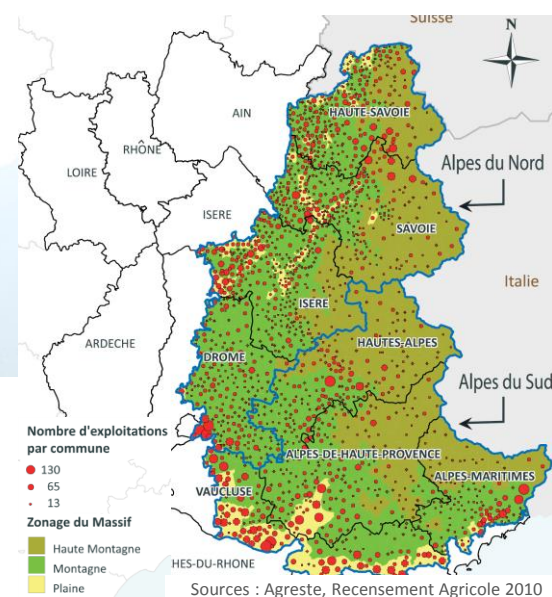 Suisse
N
HAUTE-SAVOIE
AIN
RHÔNE
LOIRE
Alpes du Nord
ISERE
SAVOIE
Italie
ISERE
ARDECHE
DROME
HAUTES-ALPES
Alpes du Sud
Nombre d'exploitations
par commune
130
65
13
ALPES-DE-HAUTE-PROVENCE
ALPES-MARITIMES
VAUCLUSE
Zonage du Massif
Haute Montagne
Montagne
Plaine
HES-DU-RHONE
Sources : Agreste, Recensement Agricole 2010